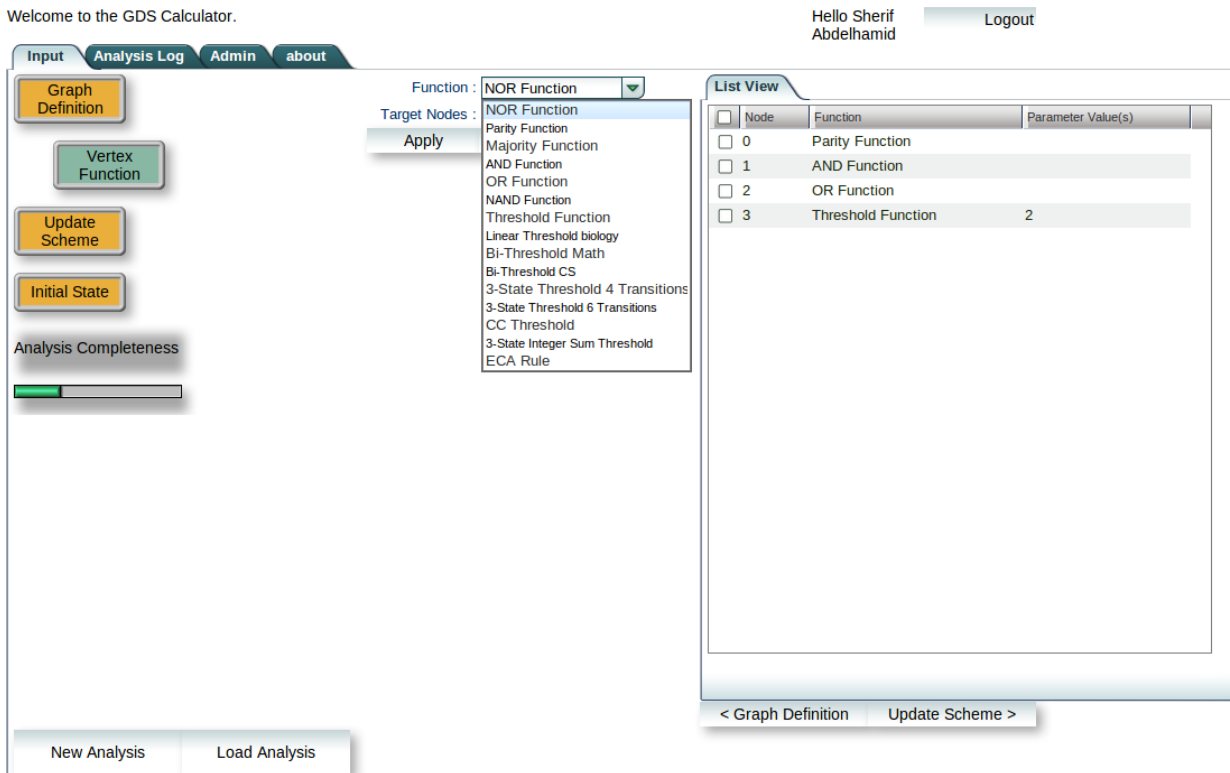 Welcome to the GDS Calculator.
Hello Sherif
Abdelhamid
Logout
Input
Analysis Log
Admin
about
Graph
Definition
Vertex
Function
Update
Scheme
Initial State
Analysis Completeness
Function :
NOR Function
Target Nodes :
Apply
NOR Function
Parity Function
Majority Function
AND Function
OR Function
NAND Function
Threshold Function
Linear Threshold biology
Bi-Threshold Math
Bi-Threshold CS
3-State Threshold 4 Transitions
3-State Threshold 6 Transitions
CC Threshold
3-State Integer Sum Threshold
ECA Rule
List View
Node Function Parameter Value(s)
0 Parity Function
1 AND Function
2 OR Function
3 Threshold Function 2
< Graph Definition
Update Scheme >
New Analysis
Load Analysis